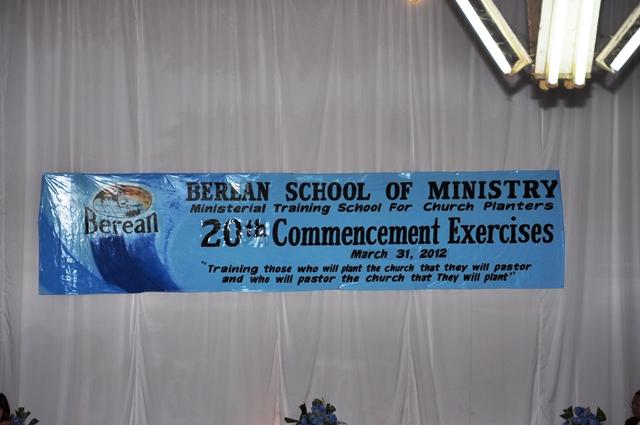 Berean
BEREAN SCHOOL OF MINISTRY
Ministerial Training School For Church Planters
20th Commencement Exercises
March 31, 2012
"Training those who will plant the church that they will pastor
and who will pastor the church that They will plant"